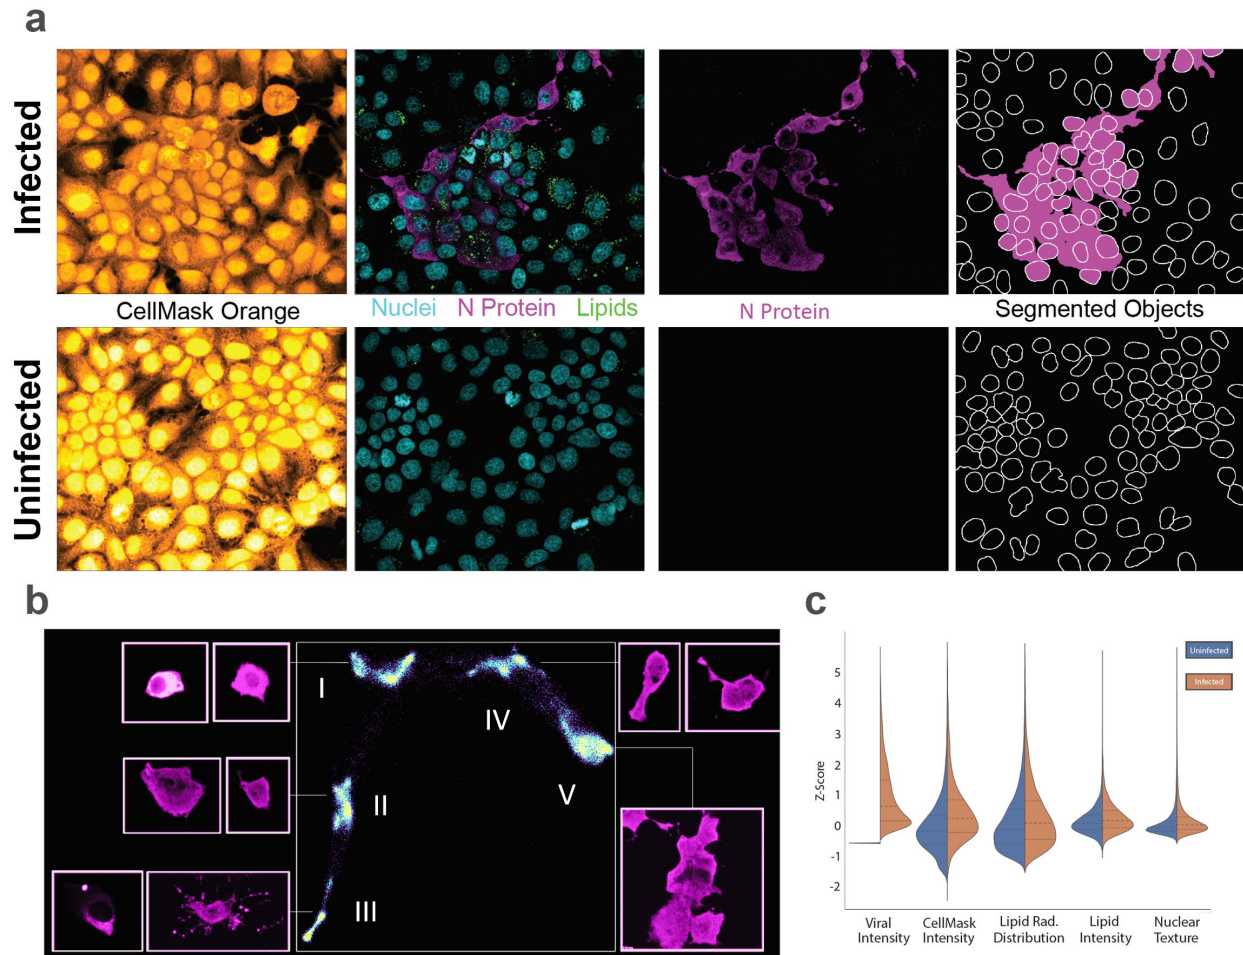 a
Infected
CellMask Orange
Nuclei N Protein Lipids
N Protein
Segmented Objects
Uninfected
b
I
II
III
IV
V
c
Uninfected
Infected
Z-Score
5
4
3
2
1
0
-1
-2
Viral
Intensity
CellMask
Intensity
Lipid Rad.
Distribution
Lipid
Intensity
Nuclear
Texture